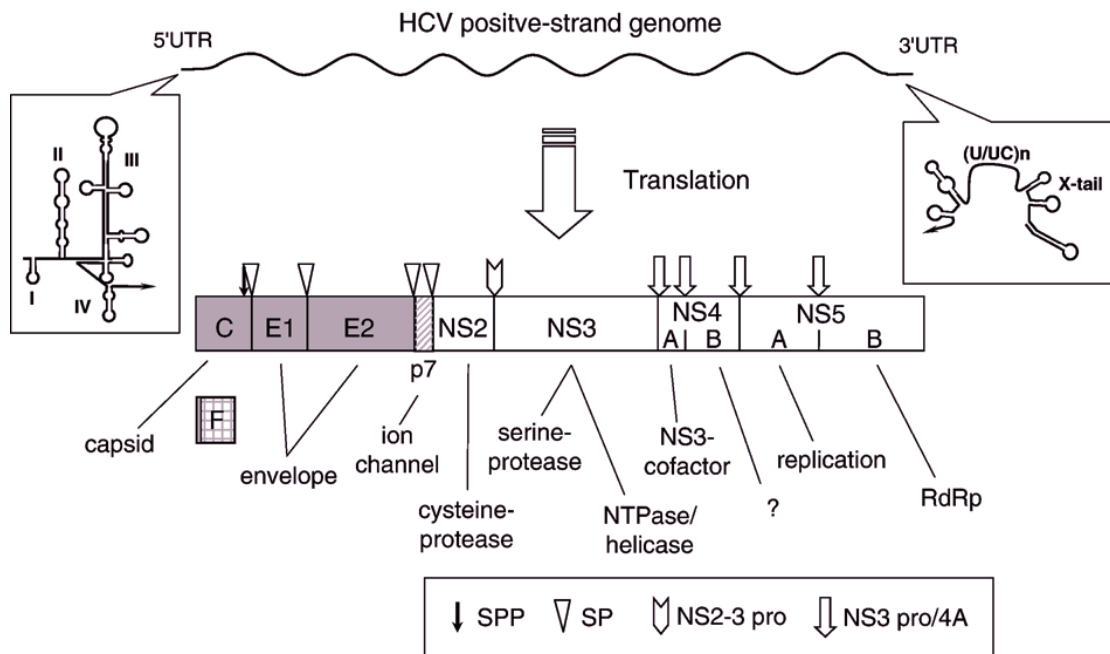 HCV positve-strand genome
5'UTR
3'UTR
II
III
I
IV
(U/UC)n
X-tail
Translation
C
E1
E2
p7
NS2
NS3
NS4
A
B
NS5
A
B
F
capsid
envelope
ion
channel
cysteine-
protease
serine-
protease
NTPase/
helicase
NS3-
cofactor
?
replication
RdRp
SPP
SP
NS2-3 pro
NS3 pro/4A